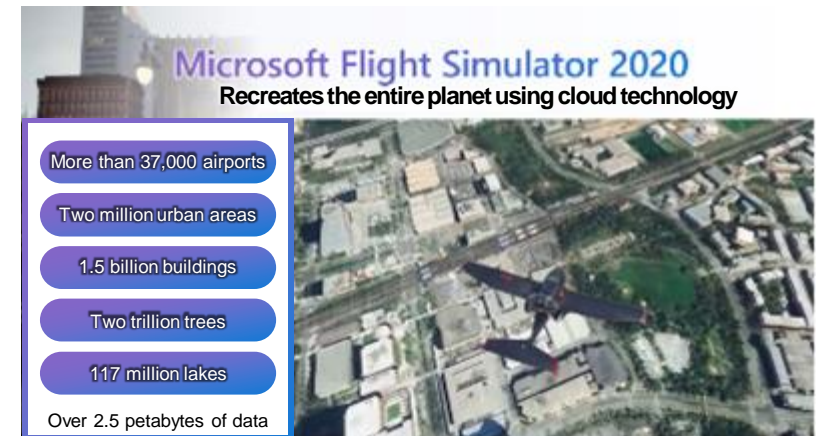 Microsoft Flight Simulator 2020
Recreates the entire planet using cloud technology
More than 37,000 airports
Two million urban areas
1.5 billion buildings
Two trillion trees
117 million lakes
Over 2.5 petabytes of data